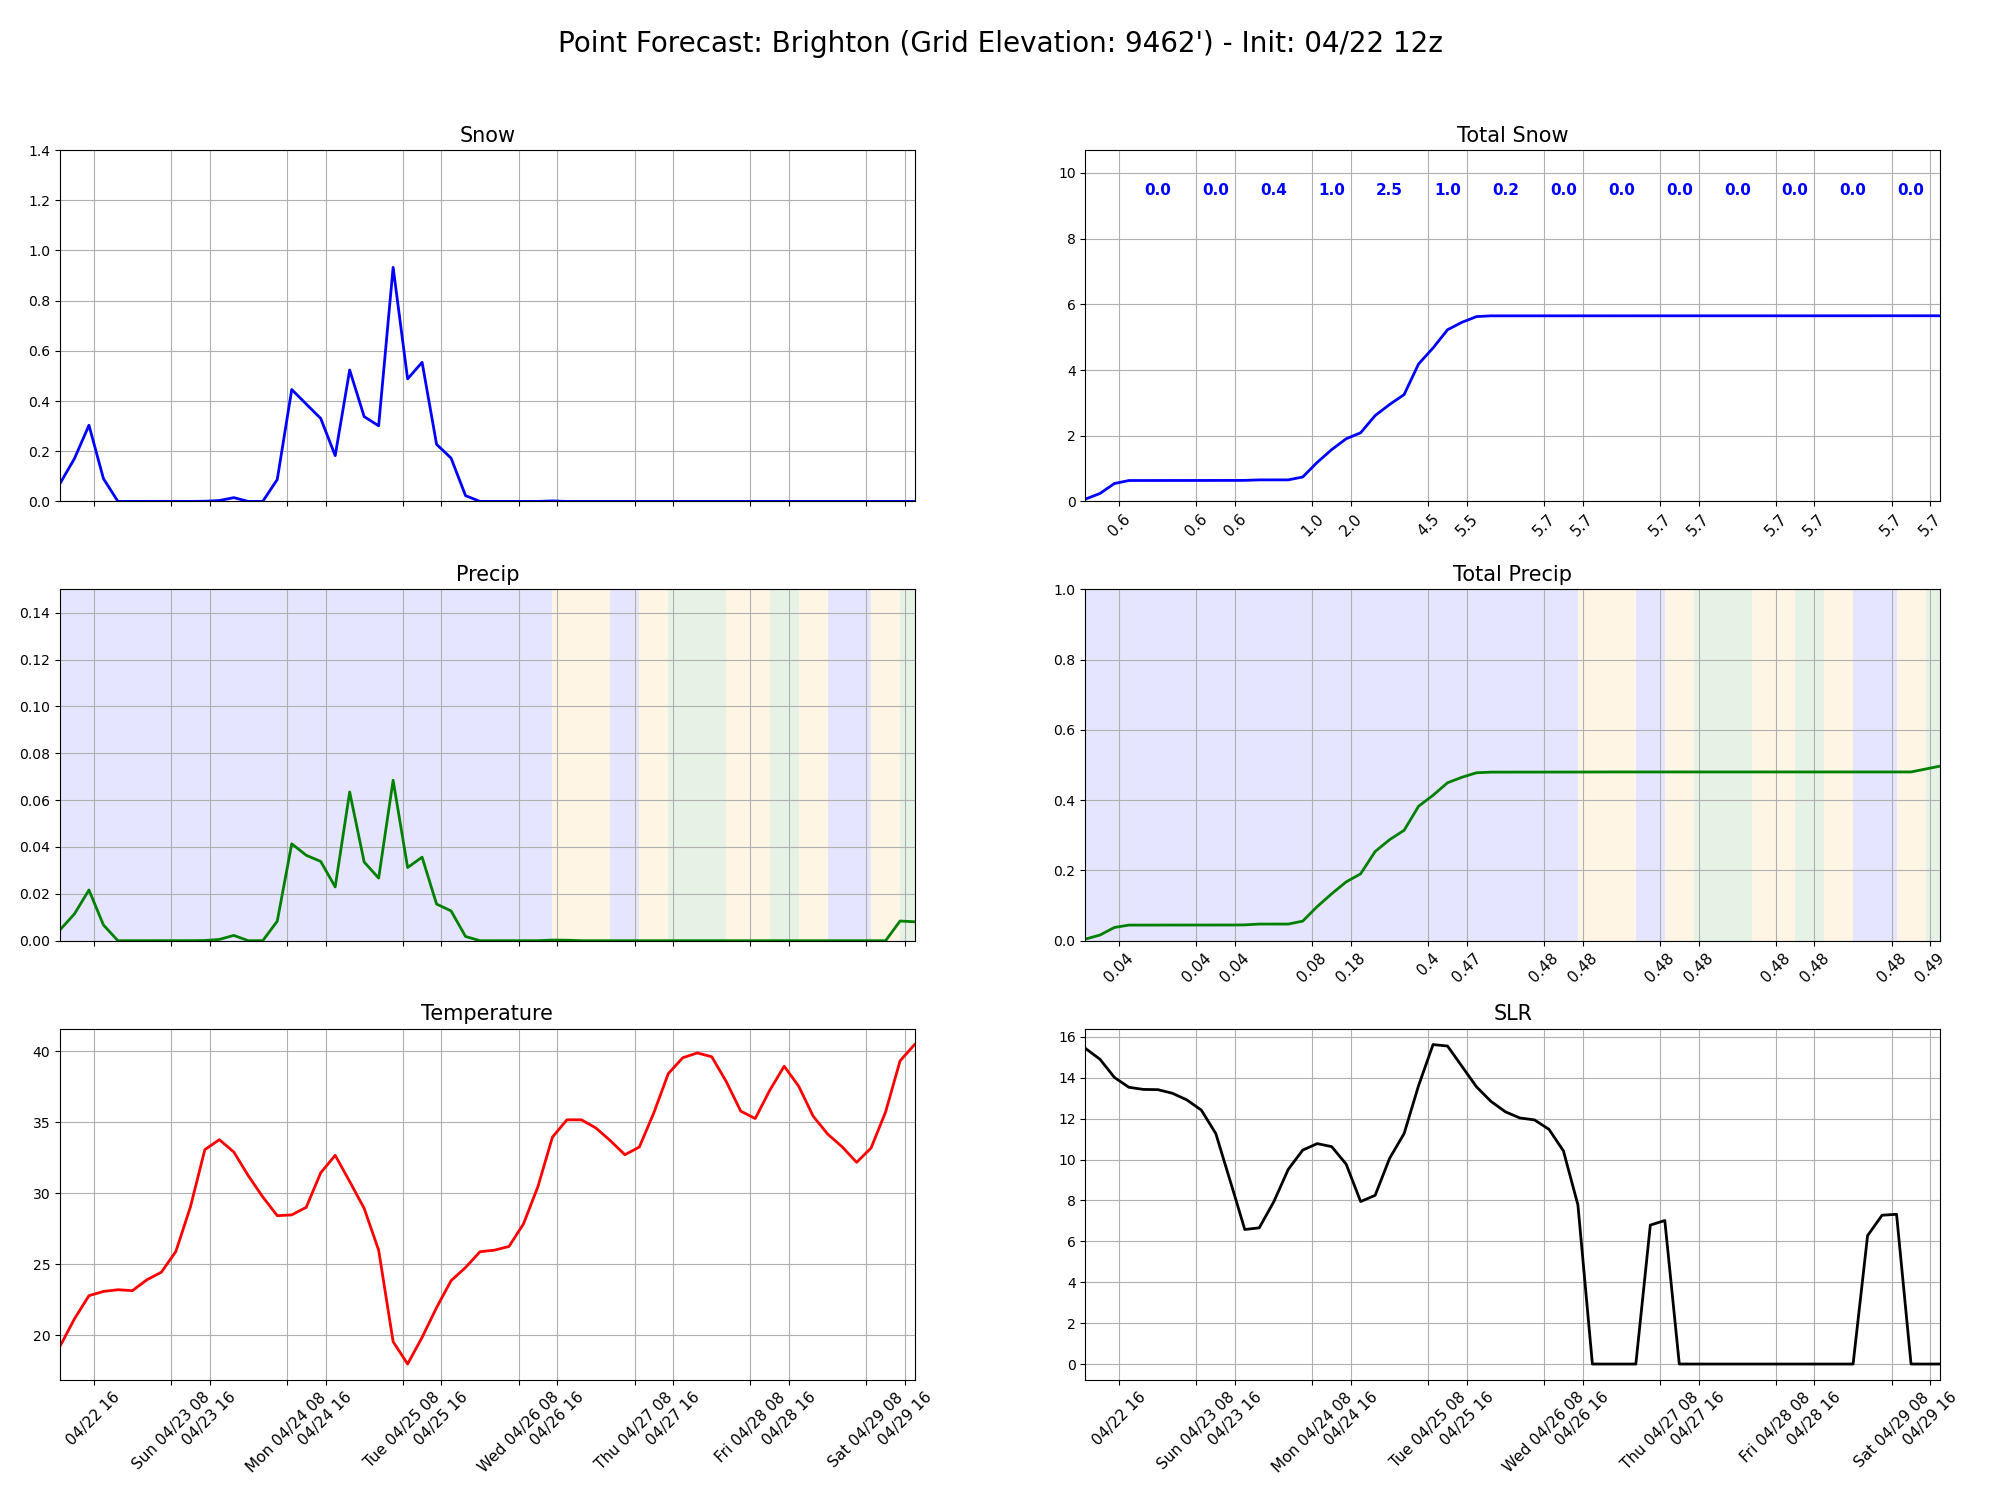 Point Forecast: Brighton (Grid Elevation: 9462') - Init: 04/22 12z
Snow
1.4
1.2
1.0
0.8
0.6
0.4
0.2
0.0
Total Snow
10
8
6
4
2
0
0.0 0.0 0.4 1.0 2.5 1.0 0.2 0.0 0.0 0.0 0.0 0.0 0.0 0.0
0.6 0.6 0.6 1.0 2.0 4.5 5.5 5.7 5.7 5.7 5.7 5.7 5.7 5.7 5.7
Precip
0.14
0.12
0.10
0.08
0.06
0.04
0.02
0.00
Total Precip
1.0
0.8
0.6
0.4
0.2
0.0
0.04 0.04 0.04 0.08 0.18 0.4 0.47 0.48 0.48 0.48 0.48 0.48 0.48 0.48 0.49
Temperature
40
35
30
25
20
04/22 16
Sun 04/23 08
04/23 16
Mon 04/24 08
04/24 16
Tue 04/25 08
04/25 16
Wed 04/26 08
04/26 16
Thu 04/27 08
04/27 16
Fri 04/28 08
04/28 16
Sat 04/29 08
04/29 16
SLR
16
14
12
10
8
6
4
2
0
04/22 16
Sun 04/23 08
04/23 16
Mon 04/24 08
04/24 16
Tue 04/25 08
04/25 16
Wed 04/26 08
04/26 16
Thu 04/27 08
04/27 16
Fri 04/28 08
04/28 16
Sat 04/29 08
04/29 16